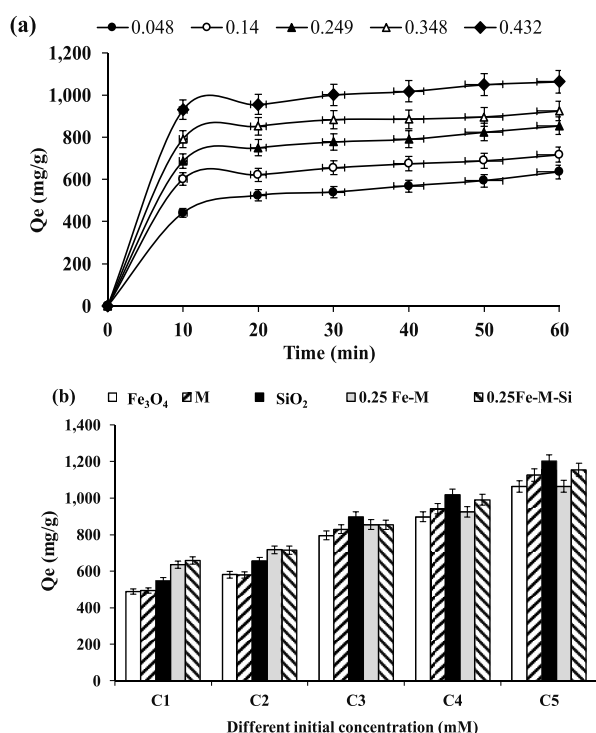 (a)
0.048 0.14 0.249 0.348 0.432
1,200
1,000
800
600
400
200
0
Qe (mg/g)
0 10 20 30 40 50 60
Time (min)
(b)
Fe₃O₄ M SiO₂ 0.25 Fe-M 0.25Fe-M-Si
1,400
1,200
1,000
800
600
400
200
0
Qe (mg/g)
C1 C2 C3 C4 C5
Different initial concentration (mM)